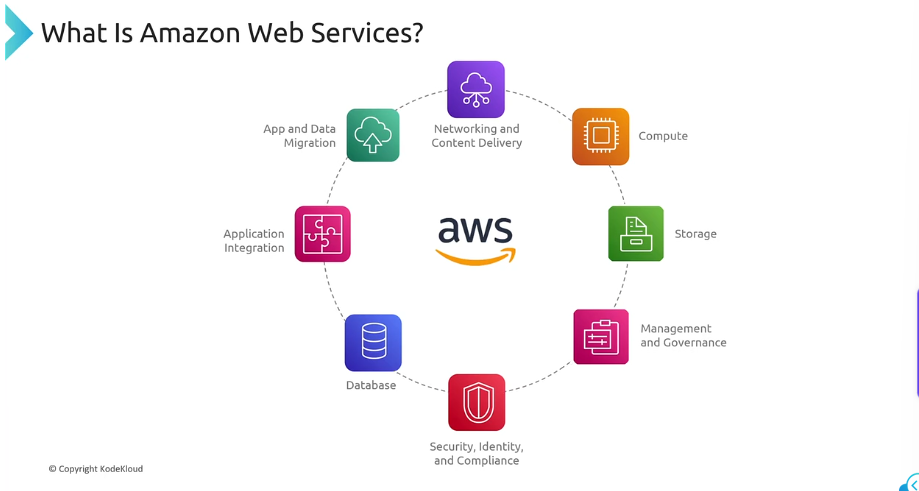 What Is Amazon Web Services?
Networking and
Content Delivery
Compute
Storage
Management
and Governance
Security, Identity,
and Compliance
Database
Application
Integration
App and Data
Migration
aws
© Copyright KodeKloud